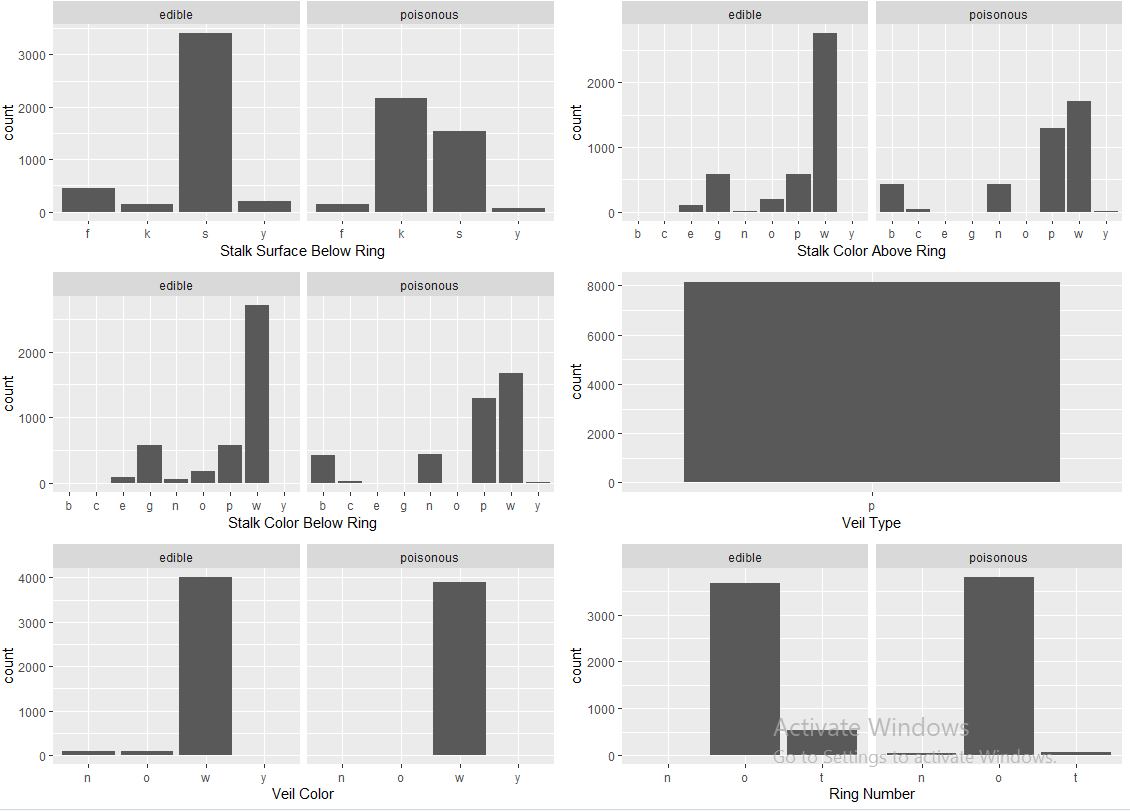 edible poisonous
count
3000
2000
1000
0
f k s y f k s y
Stalk Surface Below Ring
edible poisonous
count
2000
1000
0
b c e g n o p w y b c e g n o p w y
Stalk Color Above Ring
edible poisonous
count
2000
1000
0
b c e g n o p w y b c e g n o p w y
Stalk Color Below Ring
count
8000
6000
4000
2000
0
p
Veil Type
edible poisonous
count
4000
3000
2000
1000
0
n o w y n o w y
Veil Color
edible poisonous
count
3000
2000
1000
0
n o t n o t
Ring Number
Activate Windows
Go to Settings to activate Windows.